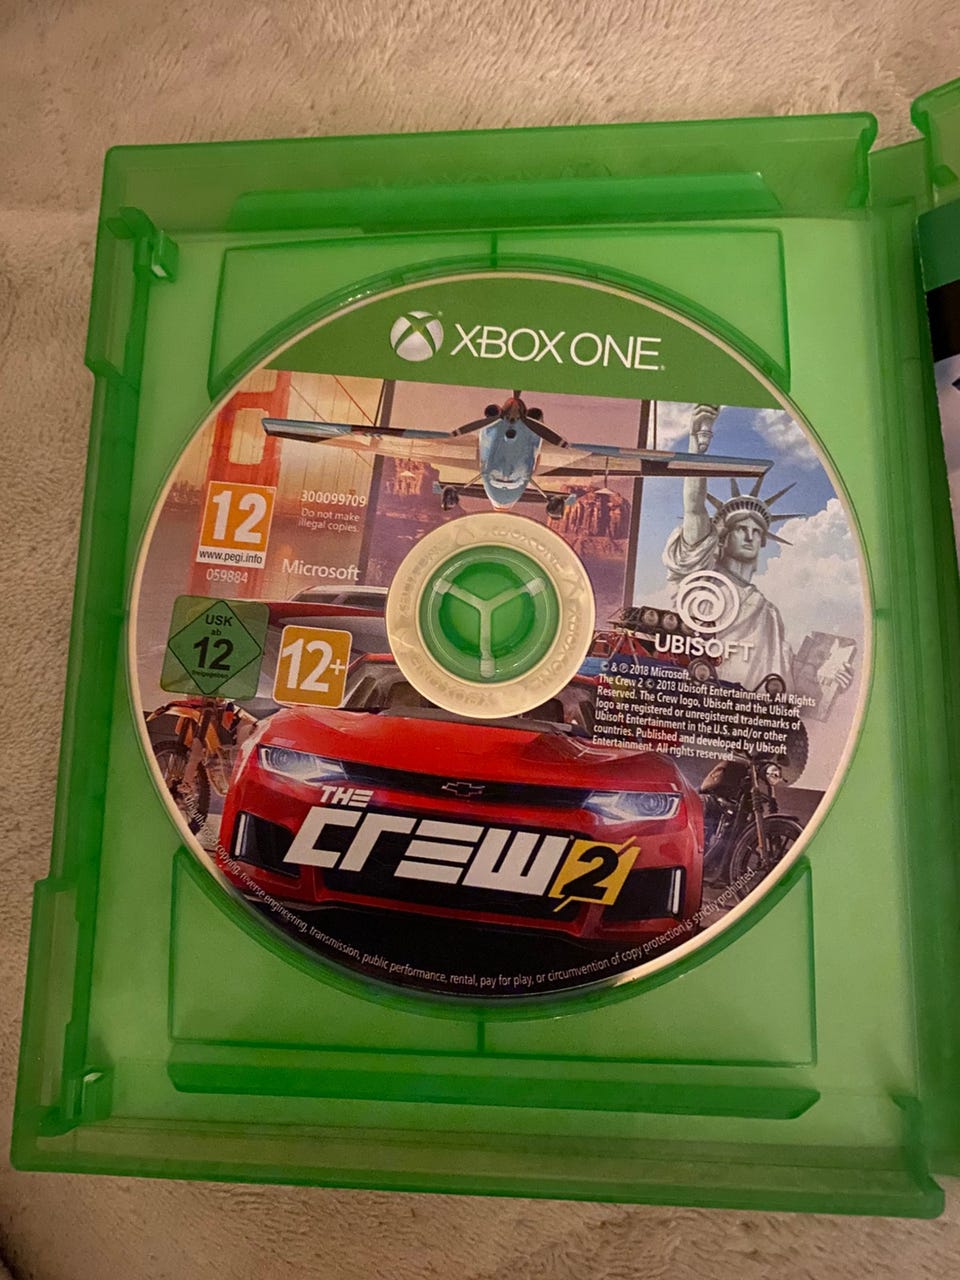 XBOX ONE
12
www.pegi.info
059884
300099709
Do not make
illegal copies.
Microsoft
USK
ab
12
freigegeben
12+
UBISOFT
© & ℗ 2018 Microsoft.
The Crew 2 © 2018 Ubisoft Entertainment. All Rights
Reserved. The Crew logo, Ubisoft and the Ubisoft
logo are registered or unregistered trademarks of
Ubisoft Entertainment in the U.S. and/or other
countries. Published and developed by Ubisoft
Entertainment. All rights reserved.
THE
CREW 2
copying, reverse engineering, transmission, public performance, rental, pay for play, or circumvention of copy protection is strictly prohibited.